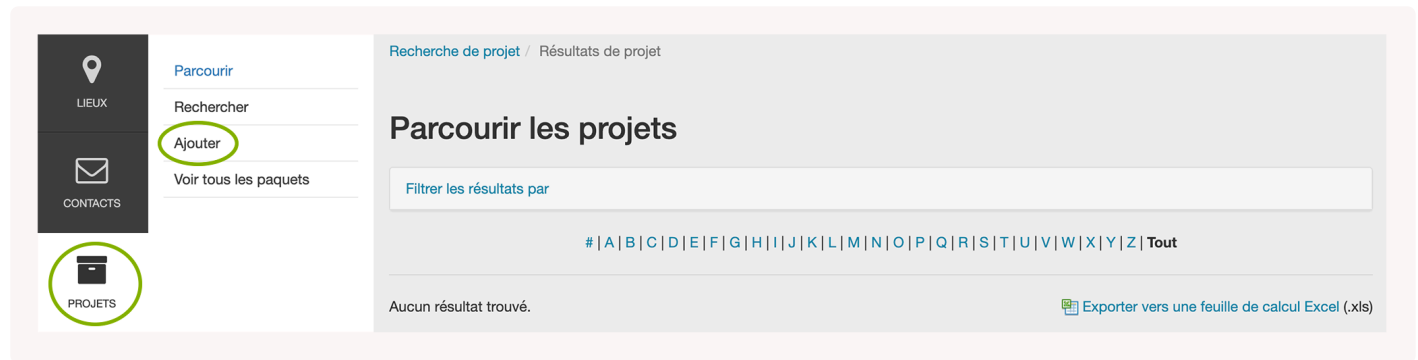 LIEUX
CONTACTS
PROJETS
Parcourir
Rechercher
Ajouter
Voir tous les paquets
Recherche de projet / Résultats de projet
Parcourir les projets
Filtrer les résultats par
# | A | B | C | D | E | F | G | H | I | J | K | L | M | N | O | P | Q | R | S | T | U | V | W | X | Y | Z | Tout
Aucun résultat trouvé.
Exporter vers une feuille de calcul Excel (.xls)